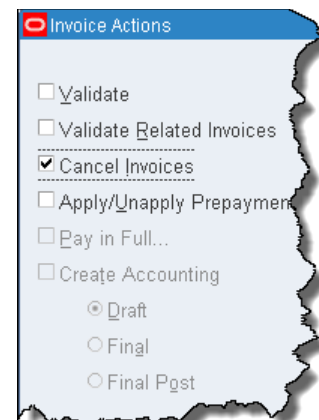 Invoice Actions
Validate
Validate Related Invoices
Cancel Invoices
Apply/Unapply Prepaymen
Pay in Full...
Create Accounting
Draft
Final
Final Post